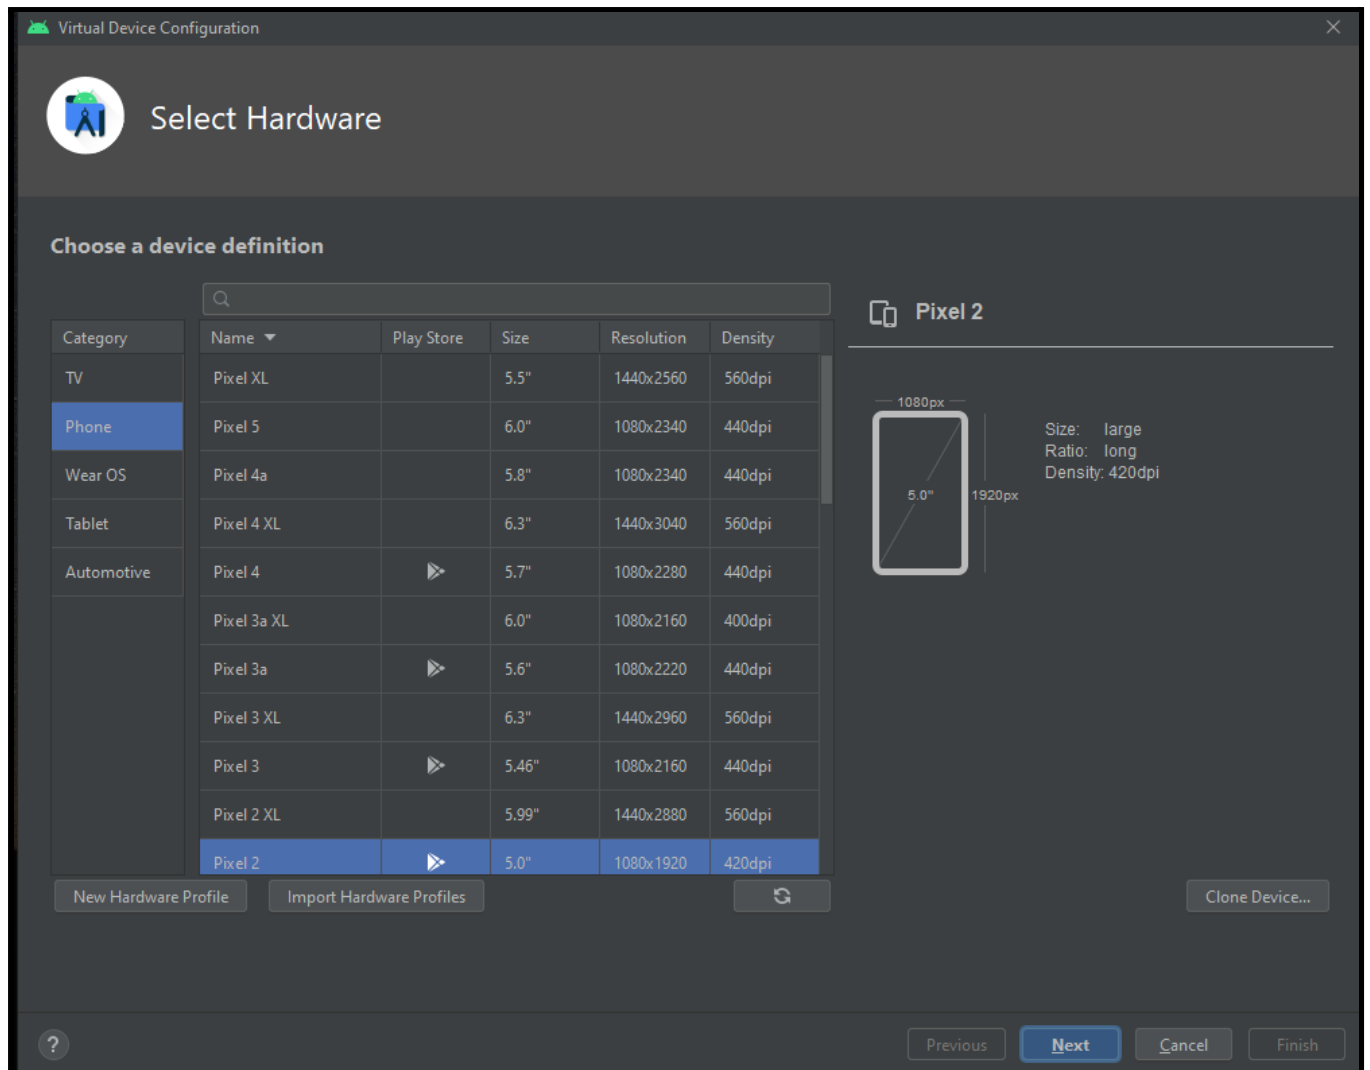 Virtual Device Configuration
Select Hardware
Choose a device definition
Category
TV
Phone
Wear OS
Tablet
Automotive
Name Play Store Size Resolution Density
Pixel XL 5.5" 1440x2560 560dpi
Pixel 5 6.0" 1080x2340 440dpi
Pixel 4a 5.8" 1080x2340 440dpi
Pixel 4 XL 6.3" 1440x3040 560dpi
Pixel 4 5.7" 1080x2280 440dpi
Pixel 3a XL 6.0" 1080x2160 400dpi
Pixel 3a 5.6" 1080x2220 440dpi
Pixel 3 XL 6.3" 1440x2960 560dpi
Pixel 3 5.46" 1080x2160 440dpi
Pixel 2 XL 5.99" 1440x2880 560dpi
Pixel 2 5.0" 1080x1920 420dpi
Pixel 2
1080px
5.0"
1920px
Size: large
Ratio: long
Density: 420dpi
New Hardware Profile Import Hardware Profiles
Clone Device...
?
Previous Next Cancel Finish